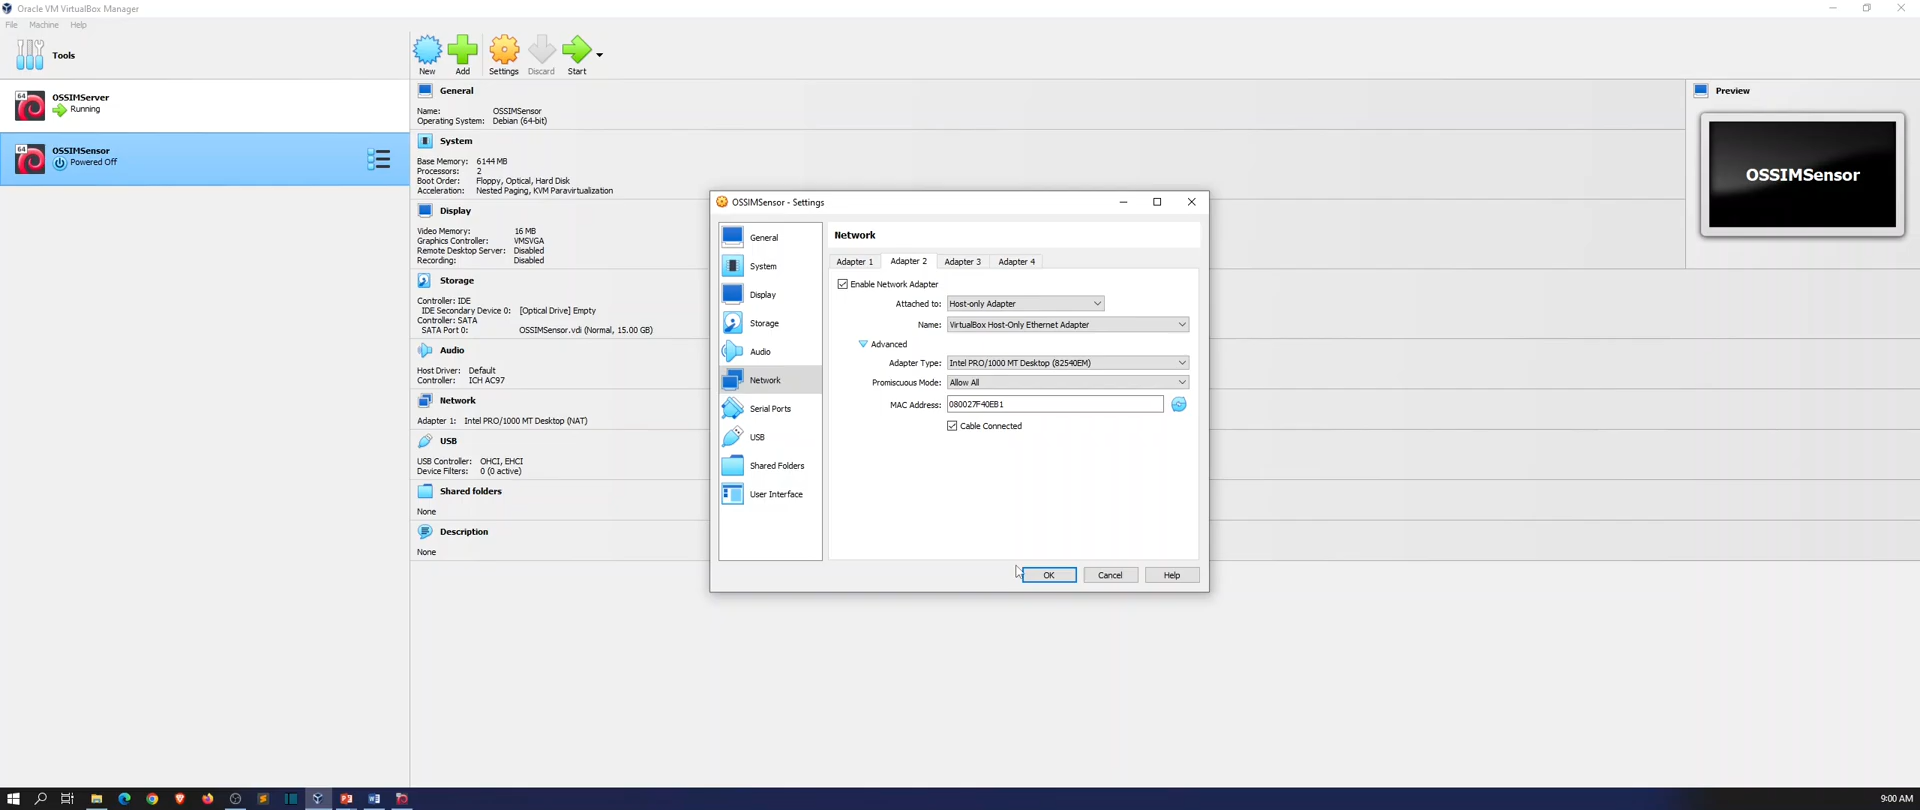 Oracle VM VirtualBox Manager
File Machine Help
Tools
New Add Settings Discard Start
64 OSSIMServer
Running
64 OSSIMSensor
Powered Off
General
Name: OSSIMSensor
Operating System: Debian (64-bit)
System
Base Memory: 6144 MB
Processors: 2
Boot Order: Floppy, Optical, Hard Disk
Acceleration: Nested Paging, KVM Paravirtualization
Display
Video Memory: 16 MB
Graphics Controller: VMSVGA
Remote Desktop Server: Disabled
Recording: Disabled
Storage
Controller: IDE
IDE Secondary Device 0: [Optical Drive] Empty
Controller: SATA
SATA Port 0: OSSIMSensor.vdi (Normal, 15.00 GB)
Audio
Host Driver: Default
Controller: ICH AC97
Network
Adapter 1: Intel PRO/1000 MT Desktop (NAT)
USB
USB Controller: OHCI, EHCI
Device Filters: 0 (0 active)
Shared folders
None
Description
None
Preview
OSSIMSensor
OSSIMSensor - Settings
General
System
Display
Storage
Audio
Network
Serial Ports
USB
Shared Folders
User Interface
Network
Adapter 1 Adapter 2 Adapter 3 Adapter 4
Enable Network Adapter
Attached to: Host-only Adapter
Name: VirtualBox Host-Only Ethernet Adapter
Advanced
Adapter Type: Intel PRO/1000 MT Desktop (82540EM)
Promiscuous Mode: Allow All
MAC Address: 080027F40EB1
Cable Connected
OK Cancel Help
9:00 AM